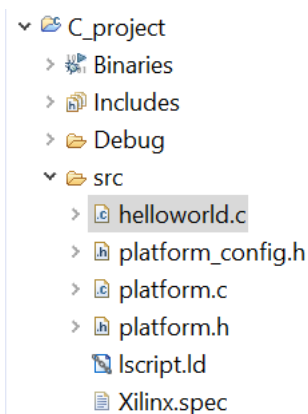 C_project
Binaries
Includes
Debug
src
helloworld.c
platform_config.h
platform.c
platform.h
lscript.ld
Xilinx.spec